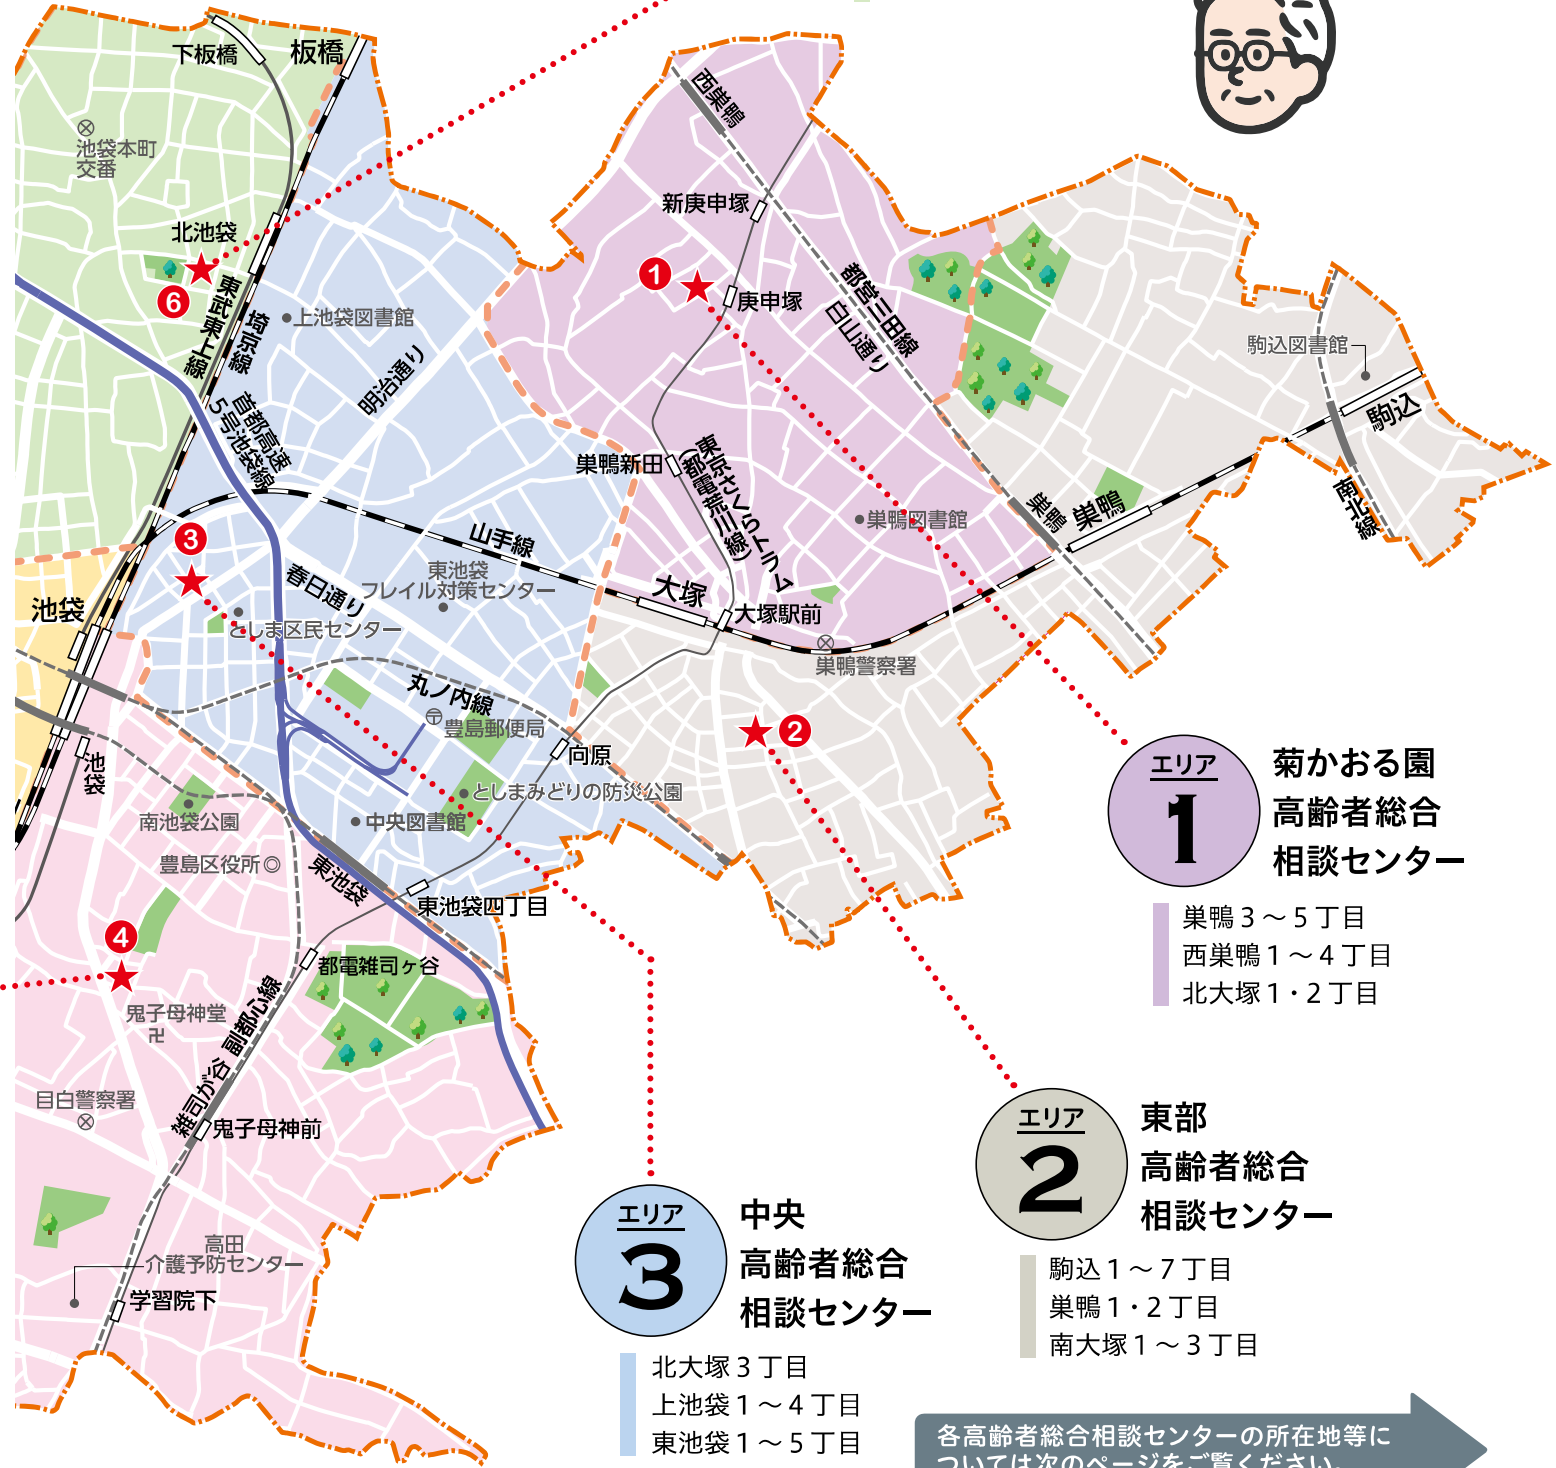 下板橋
板橋
池袋本町
交番
北池袋
6
東武東上線
埼京線
上池袋図書館
明治通り
首都高速
5号池袋線
西巣鴨
新庚申塚
1
庚申塚
都営三田線
白山通り
駒込図書館
駒込
南北線
巣鴨新田
東京さくらトラム
(都電荒川線)
巣鴨図書館
巣鴨
巣鴨
3
山手線
東池袋
フレイル対策センター
春日通り
大塚
大塚駅前
池袋
としま区民センター
巣鴨警察署
丸ノ内線
豊島郵便局
2
向原
池袋
としまみどりの防災公園
南池袋公園
中央図書館
豊島区役所
東池袋
東池袋四丁目
4
都電雑司ヶ谷
鬼子母神堂
卍
副都心線
雑司が谷
目白警察署
鬼子母神前
高田
介護予防センター
学習院下
エリア
1
菊かおる園
高齢者総合
相談センター
巣鴨3～5丁目
西巣鴨1～4丁目
北大塚1・2丁目
エリア
2
東部
高齢者総合
相談センター
駒込1～7丁目
巣鴨1・2丁目
南大塚1～3丁目
エリア
3
中央
高齢者総合
相談センター
北大塚3丁目
上池袋1～4丁目
東池袋1～5丁目
各高齢者総合相談センターの所在地等に
ついては次のページをご覧ください。